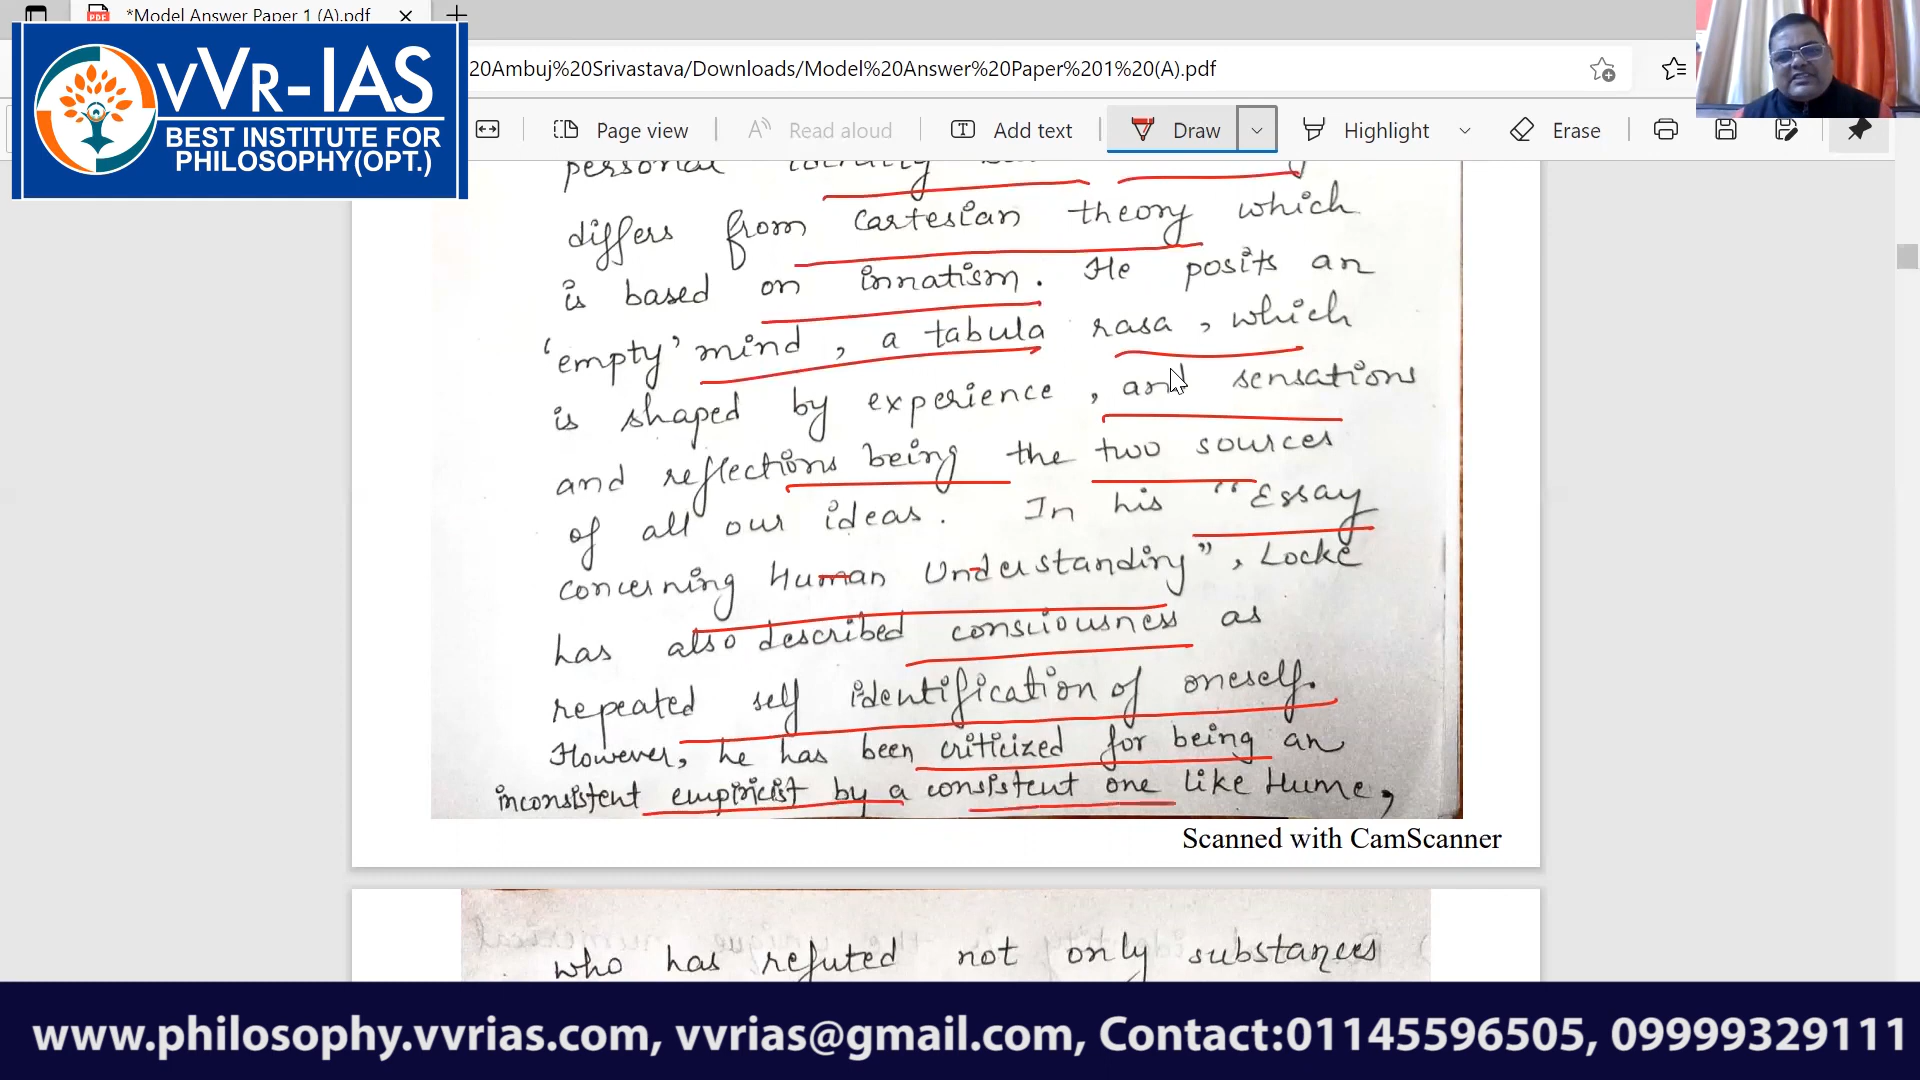 *Model Answer Paper 1 (A).pdf
vVR-IAS
BEST INSTITUTE FOR
PHILOSOPHY(OPT.)
20Ambuj%20Srivastava/Downloads/Model%20Answer%20Paper%201%20(A).pdf
Page view
Read aloud
Add text
Draw
Highlight
Erase
personal identity
differs from cartesian theory which
is based on innatism. He posits an
'empty' mind, a tabula rasa, which
is shaped by experience, and sensations
and reflections being the two sources
of all our ideas. In his "Essay
concerning Human Understanding", Locke
has also described consciousness as
repeated self identification of oneself.
However, he has been criticized for being an
inconsistent empiricist by a consistent one like Hume,
Scanned with CamScanner
who has refuted not only substances
www.philosophy.vvrias.com, vvrias@gmail.com, Contact:01145596505, 09999329111